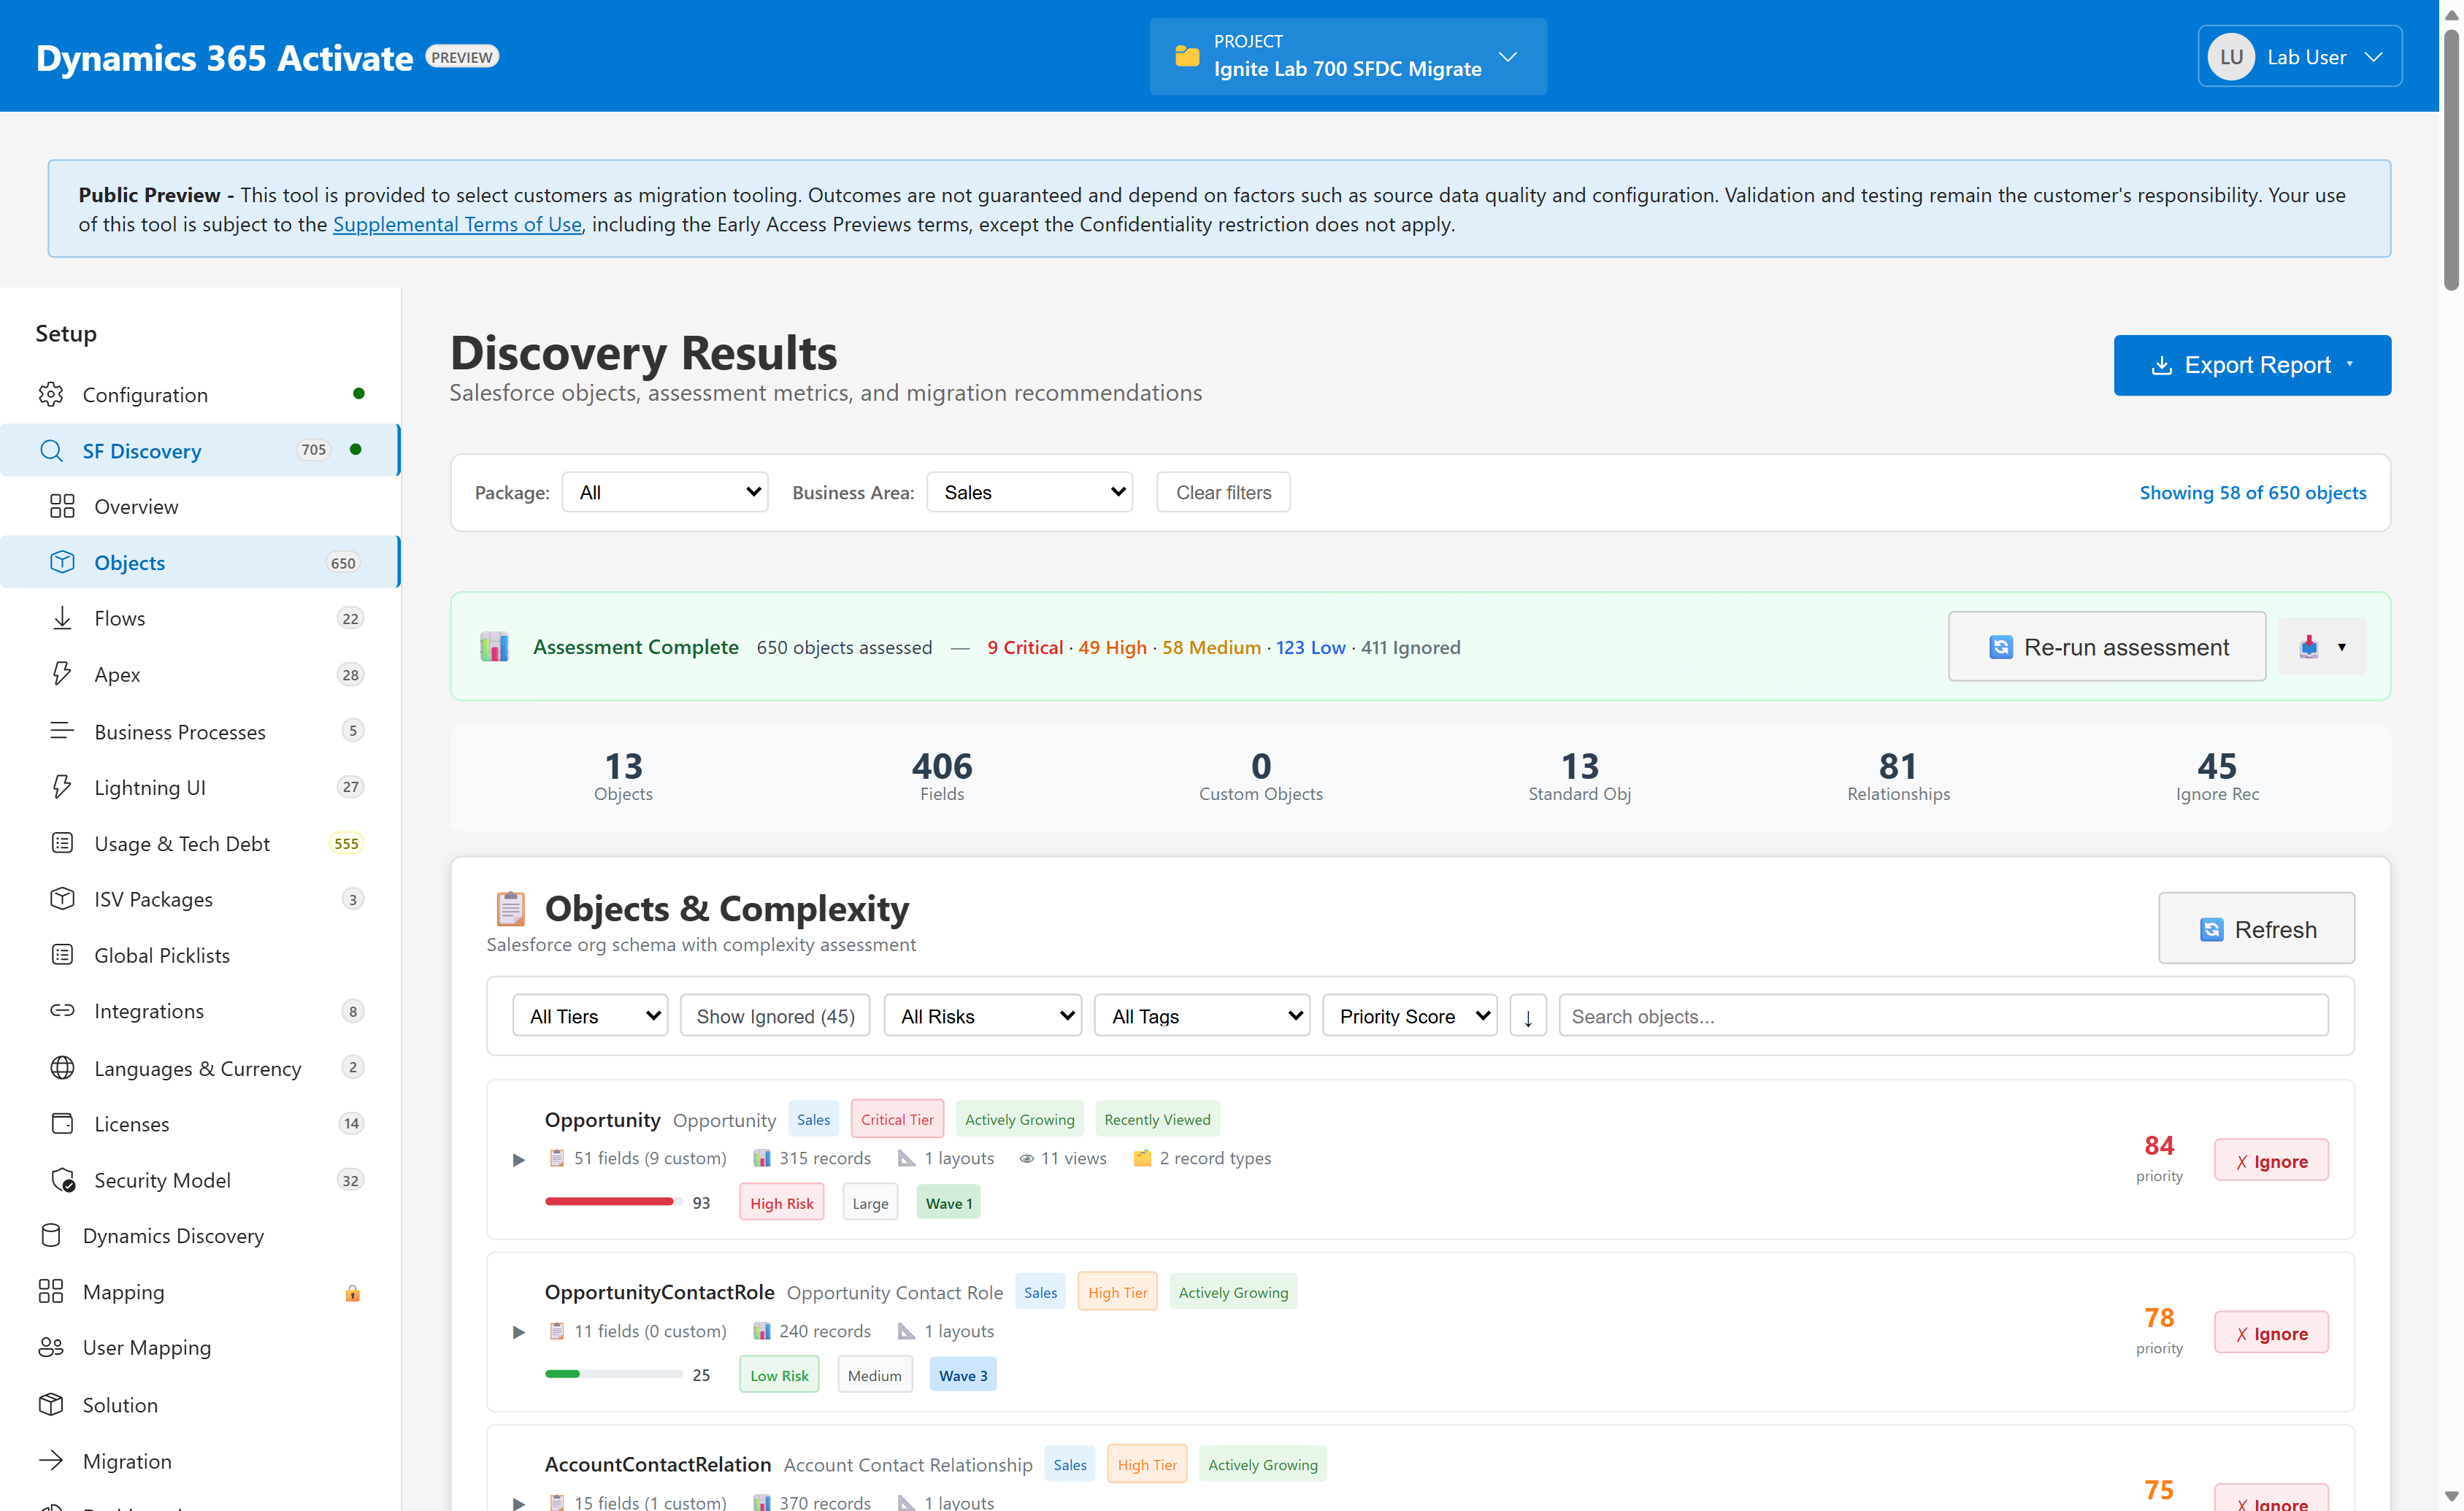 Dynamics 365 Activate PREVIEW
PROJECT
Ignite Lab 700 SFDC Migrate
LU Lab User
Public Preview - This tool is provided to select customers as migration tooling. Outcomes are not guaranteed and depend on factors such as source data quality and configuration. Validation and testing remain the customer's responsibility. Your use
of this tool is subject to the Supplemental Terms of Use, including the Early Access Previews terms, except the Confidentiality restriction does not apply.
Setup
Configuration
SF Discovery 705
Overview
Objects 650
Flows 22
Apex 28
Business Processes 5
Lightning UI 27
Usage & Tech Debt 555
ISV Packages 3
Global Picklists
Integrations 8
Languages & Currency 2
Licenses 14
Security Model 32
Dynamics Discovery
Mapping
User Mapping
Solution
Migration
Discovery Results
Salesforce objects, assessment metrics, and migration recommendations
Export Report
Package: All Business Area: Sales Clear filters Showing 58 of 650 objects
Assessment Complete 650 objects assessed — 9 Critical · 49 High · 58 Medium · 123 Low · 411 Ignored Re-run assessment
13 406 0 13 81 45
Objects Fields Custom Objects Standard Obj Relationships Ignore Rec
Objects & Complexity
Salesforce org schema with complexity assessment
Refresh
All Tiers Show Ignored (45) All Risks All Tags Priority Score ↓ Search objects...
Opportunity Opportunity Sales Critical Tier Actively Growing Recently Viewed
51 fields (9 custom) 315 records 1 layouts 11 views 2 record types
93 High Risk Large Wave 1
84
priority
✗ Ignore
OpportunityContactRole Opportunity Contact Role Sales High Tier Actively Growing
11 fields (0 custom) 240 records 1 layouts
25 Low Risk Medium Wave 3
78
priority
✗ Ignore
AccountContactRelation Account Contact Relationship Sales High Tier Actively Growing
15 fields (1 custom) 370 records 1 layouts
75
✗ Ignore